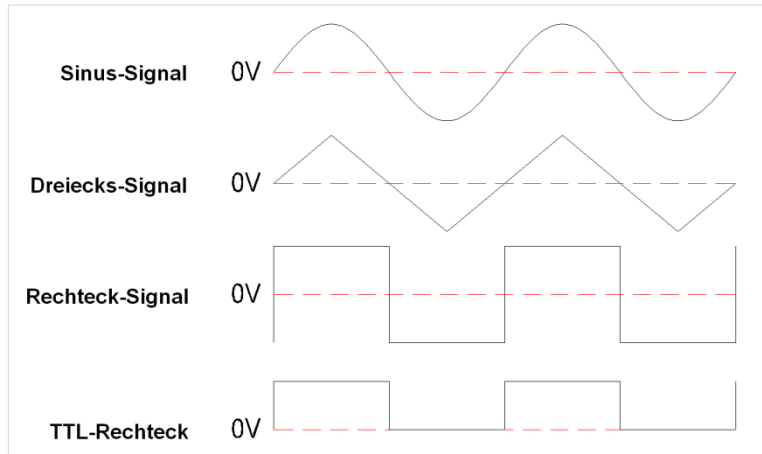 Sinus-Signal 0V
Dreiecks-Signal 0V
Rechteck-Signal 0V
TTL-Rechteck 0V